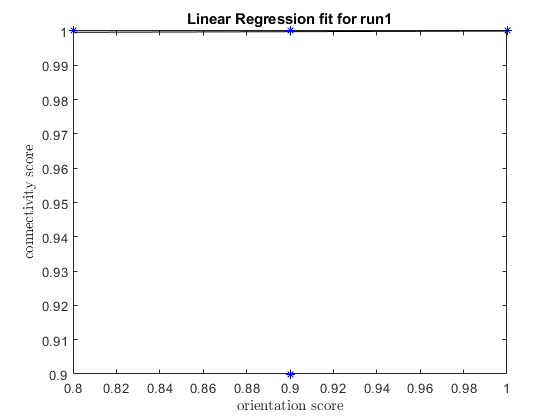 Linear Regression fit for run1
1
0.99
0.98
0.97
0.96
0.95
0.94
0.93
0.92
0.91
0.9
connectivity score
0.8 0.82 0.84 0.86 0.88 0.9 0.92 0.94 0.96 0.98 1
orientation score